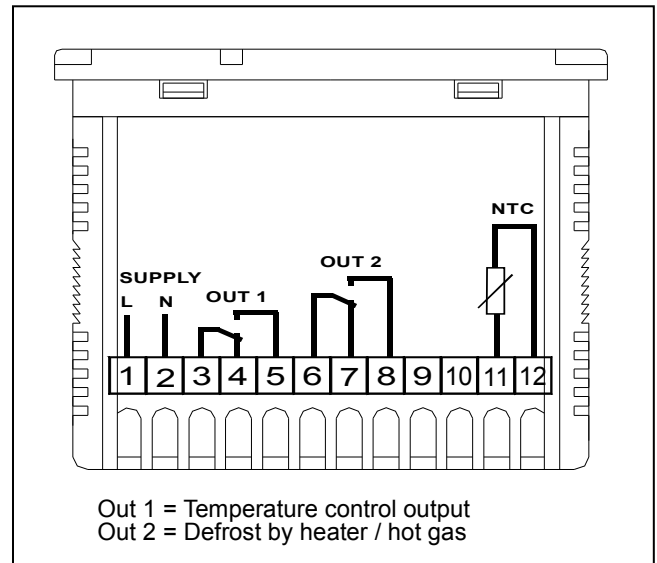 NTC
OUT 2
SUPPLY
L N OUT 1
1 2 3 4 5 6 7 8 9 10 11 12
Out 1 = Temperature control output
Out 2 = Defrost by heater / hot gas